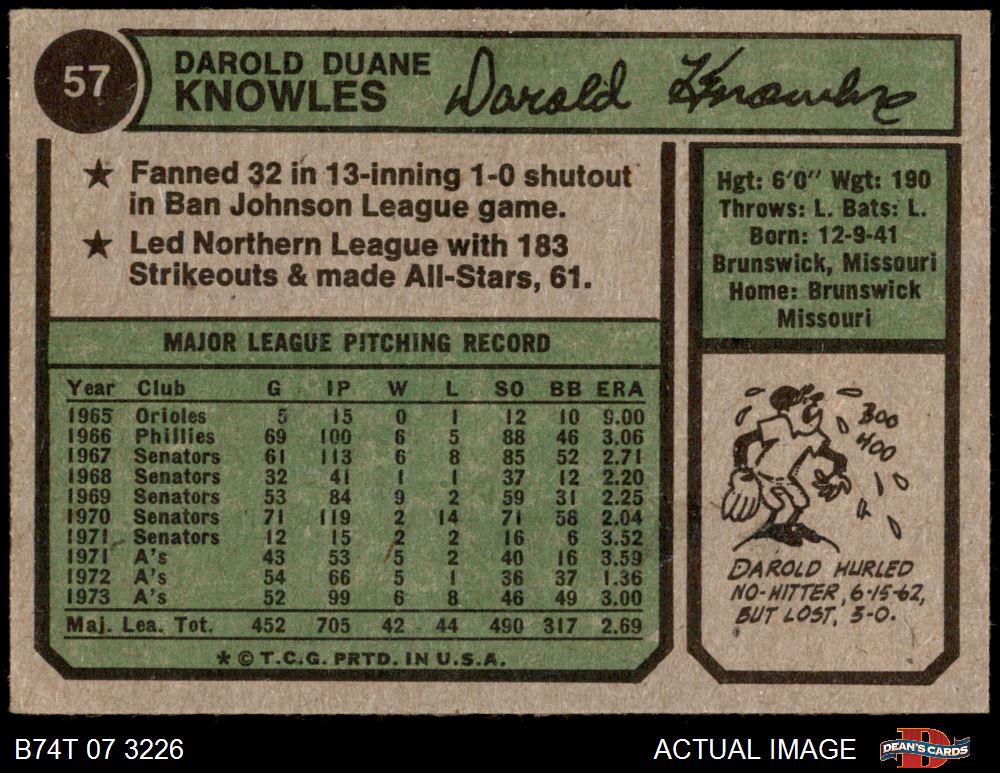 57
DAROLD DUANE
KNOWLES
Darold Knowles
★ Fanned 32 in 13-inning 1-0 shutout
in Ban Johnson League game.
★ Led Northern League with 183
Strikeouts & made All-Stars, 61.
Hgt: 6'0" Wgt: 190
Throws: L. Bats: L.
Born: 12-9-41
Brunswick, Missouri
Home: Brunswick
Missouri
MAJOR LEAGUE PITCHING RECORD
Year Club G IP W L SO BB ERA
1965 Orioles 5 15 0 1 12 10 9.00
1966 Phillies 69 100 6 5 88 46 3.06
1967 Senators 61 113 6 8 85 52 2.71
1968 Senators 32 41 1 1 37 12 2.20
1969 Senators 53 84 9 2 59 31 2.25
1970 Senators 71 119 2 14 71 58 2.04
1971 Senators 12 15 2 2 16 6 3.52
1971 A's 43 53 5 2 40 16 3.59
1972 A's 54 66 5 1 36 37 1.36
1973 A's 52 99 6 8 46 49 3.00
Maj. Lea. Tot. 452 705 42 44 490 317 2.69
* © T.C.G. PRTD. IN U.S.A.
BOO
HOO
DAROLD HURLED
NO-HITTER, 6-15-62,
BUT LOST, 3-0.
B74T 07 3226
ACTUAL IMAGE
DEAN'S CARDS